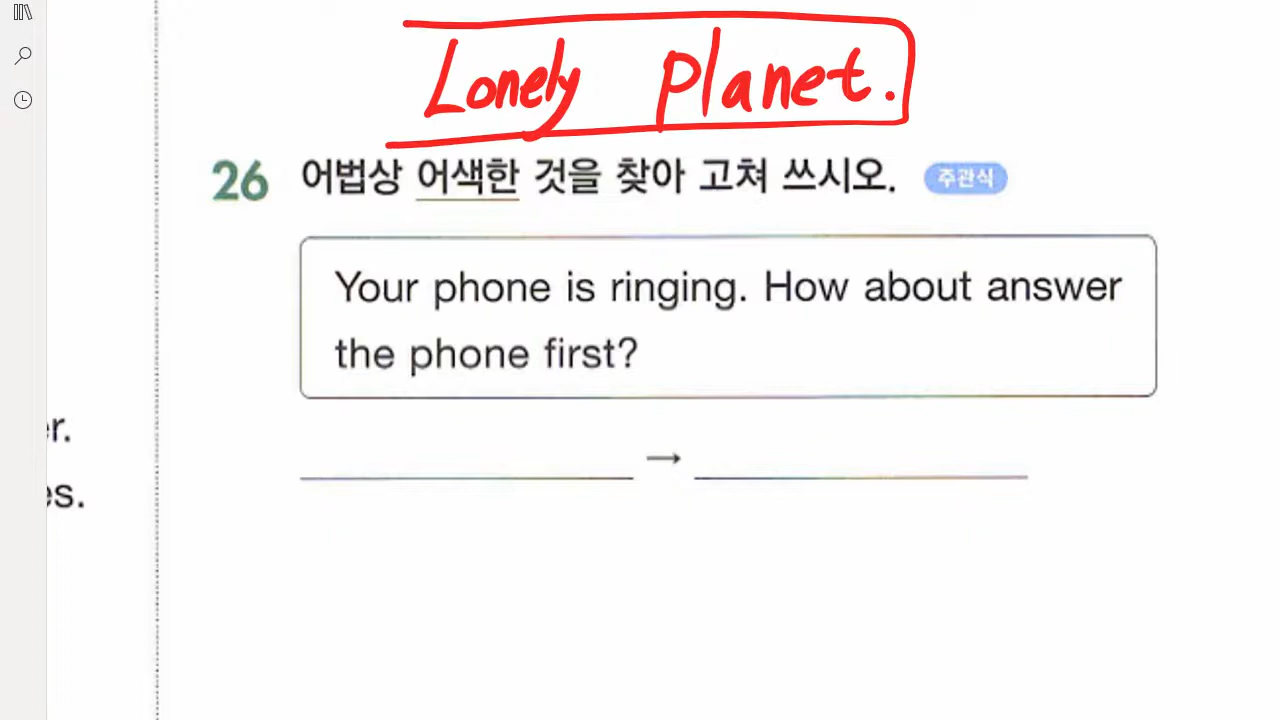 Lonely planet.
26 어법상 어색한 것을 찾아 고쳐 쓰시오. 주관식
Your phone is ringing. How about answer
the phone first?
→
r.
es.